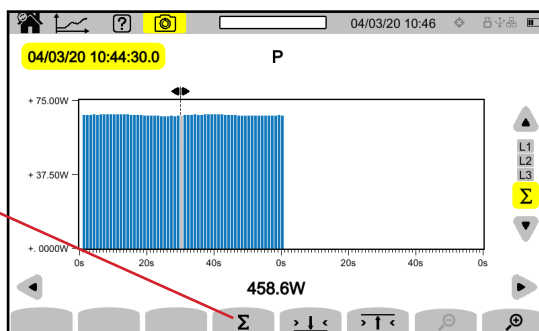 ?
04/03/20 10:46
04/03/20 10:44:30.0
P
+ 75.00W
+ 37.50W
+. 0000W
0s 20s 40s 0s 20s 40s 0s
L1
L2
L3
Σ
458.6W
Σ